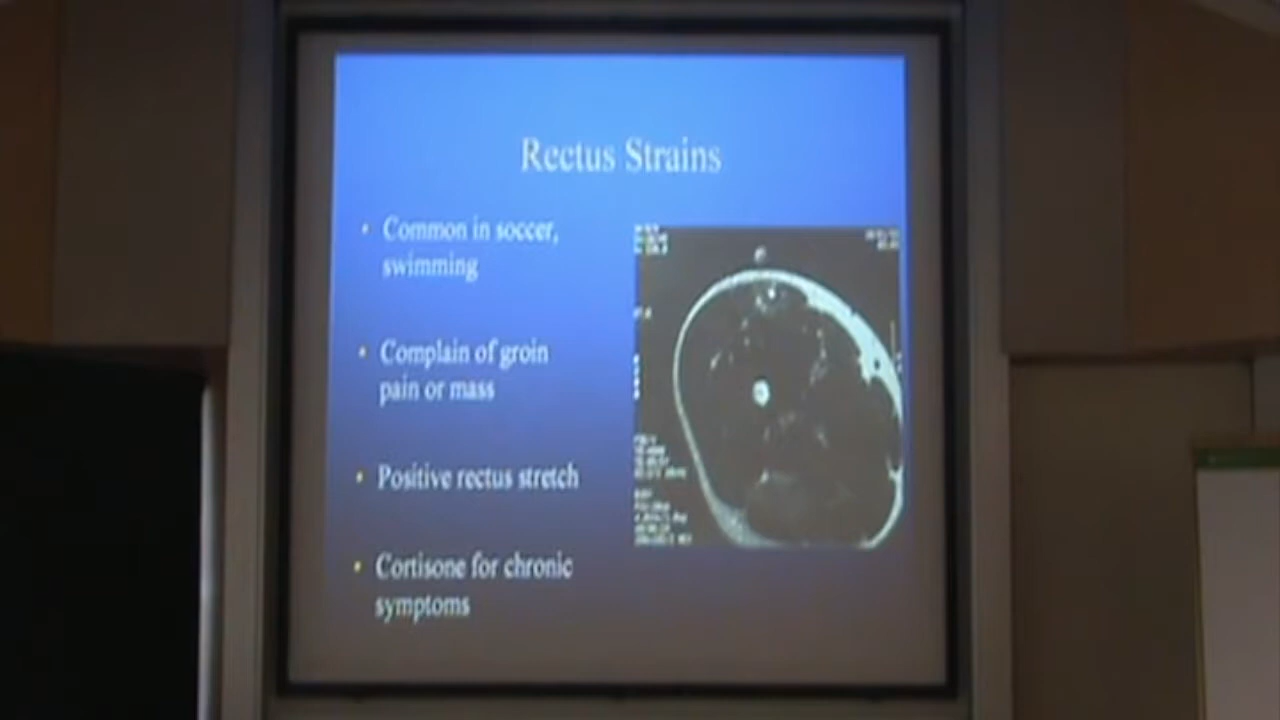 Rectus Strains
• Common in soccer,
swimming
• Complain of groin
pain or mass
• Positive rectus stretch
• Cortisone for chronic
symptoms